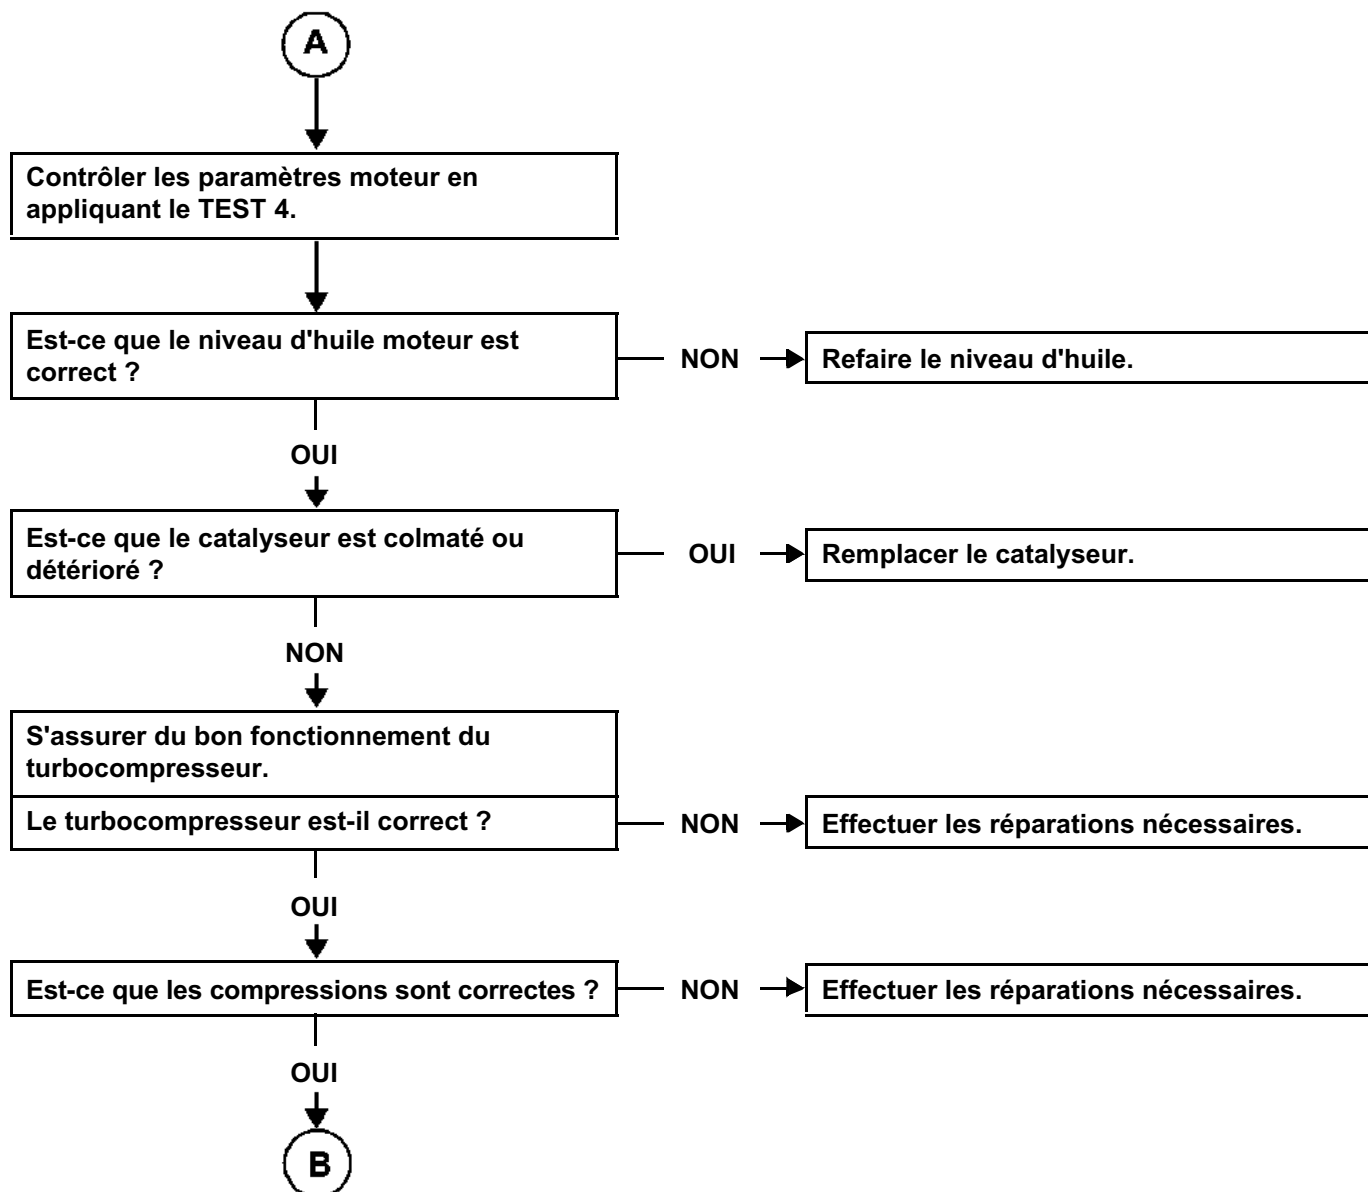 A
Contrôler les paramètres moteur en
appliquant le TEST 4.
Est-ce que le niveau d'huile moteur est
correct ?
NON
Refaire le niveau d'huile.
OUI
Est-ce que le catalyseur est colmaté ou
détérioré ?
OUI
Remplacer le catalyseur.
NON
S'assurer du bon fonctionnement du
turbocompresseur.
Le turbocompresseur est-il correct ?
NON
Effectuer les réparations nécessaires.
OUI
Est-ce que les compressions sont correctes ?
NON
Effectuer les réparations nécessaires.
OUI
B